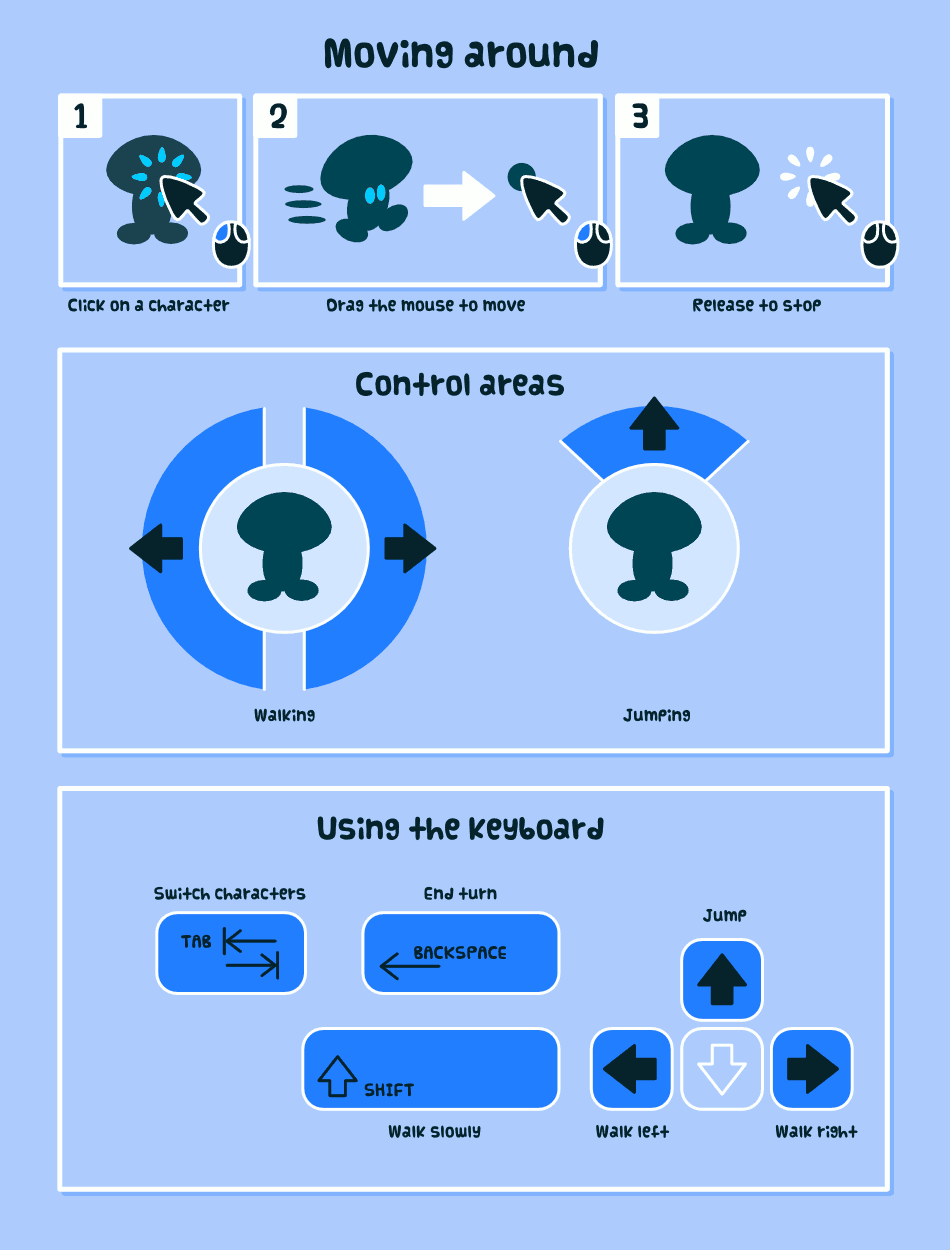 Moving around
1
2
3
Click on a character
Drag the mouse to move
Release to stop
Control areas
Walking
Jumping
Using the keyboard
Switch characters
End turn
Jump
TAB
BACKSPACE
SHIFT
Walk slowly
Walk left
Walk right